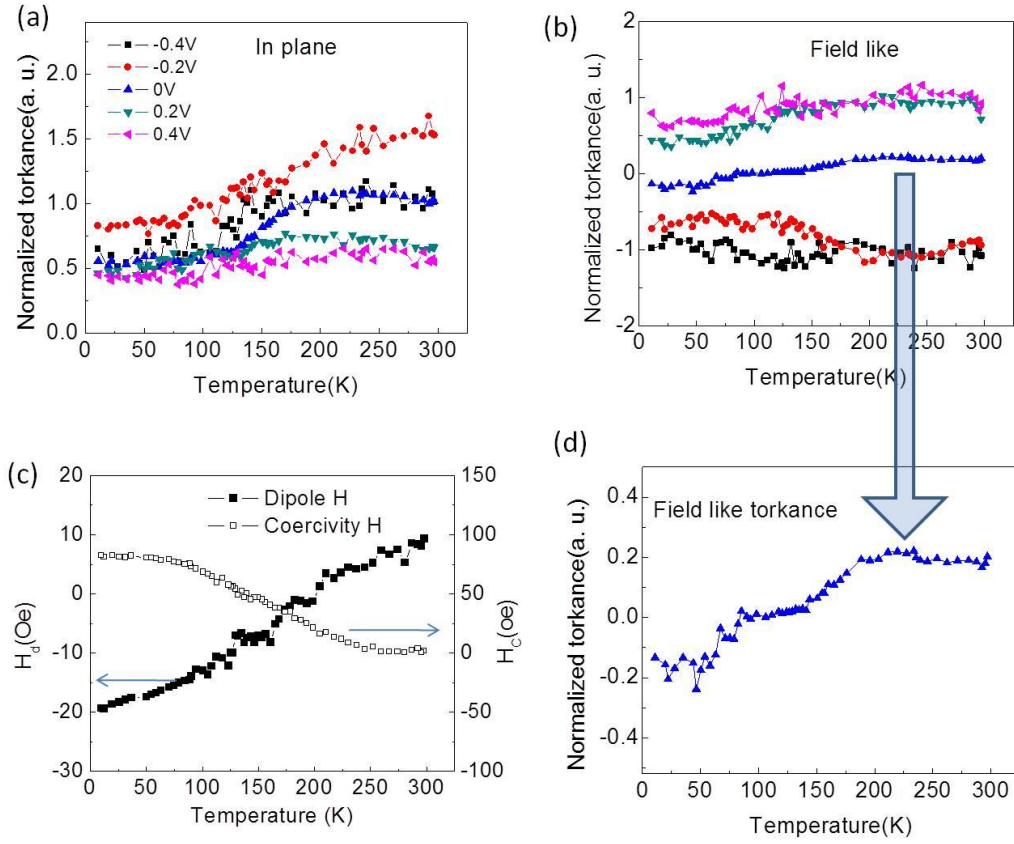 (a)
In plane
-0.4V
-0.2V
0V
0.2V
0.4V
Normalized torkance(a. u.)
2.0
1.5
1.0
0.5
0.0
0 50 100 150 200 250 300
Temperature(K)
(b)
Field like
Normalized torkance(a. u.)
2
1
0
-1
-2
0 50 100 150 200 250 300
Temperature(K)
(c)
Dipole H
Coercivity H
H_d(Oe)
20
10
0
-10
-20
-30
150
100
50
0
-50
-100
H_C(oe)
0 50 100 150 200 250 300
Temperature (K)
(d)
Field like torkance
Normalized torkance(a. u.)
0.4
0.2
0.0
-0.2
-0.4
0 50 100 150 200 250 300
Temperature(K)